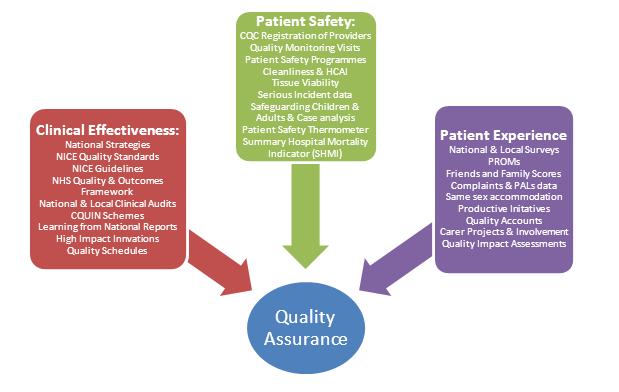 Patient Safety:
CQC Registration of Providers
Quality Monitoring Visits
Patient Safety Programmes
Cleanliness & HCAI
Tissue Viability
Serious Incident data
Safeguarding Children &
Adults & Case analysis
Patient Safety Thermometer
Summary Hospital Mortality
Indicator (SHMI)
Clinical Effectiveness:
National Strategies
NICE Quality Standards
NICE Guidelines
NHS Quality & Outcomes
Framework
National & Local Clinical Audits
CQUIN Schemes
Learning from National Reports
High Impact Innvations
Quality Schedules
Patient Experience
National & Local Surveys
PROMs
Friends and Family Scores
Complaints & PALs data
Same sex accommodation
Productive Initatives
Quality Accounts
Carer Projects & Involvement
Quality Impact Assessments
Quality
Assurance